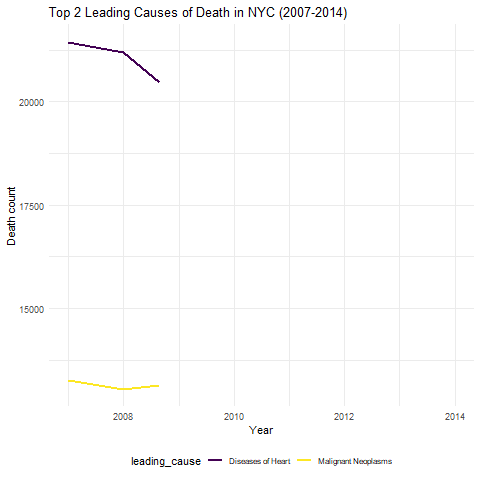 Top 2 Leading Causes of Death in NYC (2007-2014)
Death count
20000
17500
15000
2008 2010 2012 2014
Year
leading_cause Diseases of Heart Malignant Neoplasms